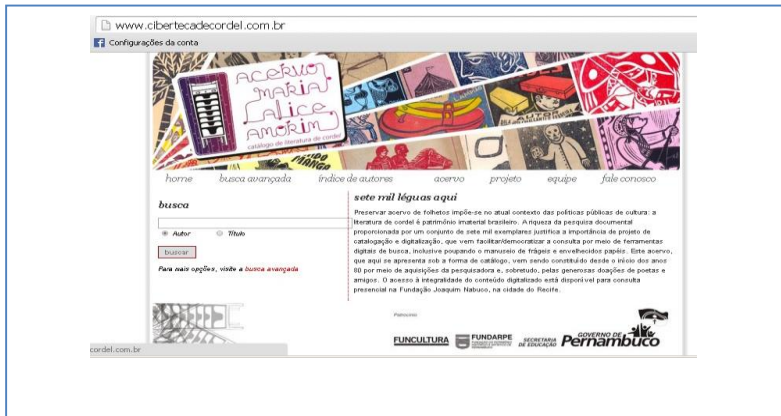 www.cibertecadecordel.com.br
Configurações da conta
ACERVO
MARIA
ALICE
AMORIM
catálogo de literatura de cordel
home busca avançada índice de autores acervo projeto equipe fale conosco
busca
Autor Título
buscar
Para mais opções, visite a busca avançada
sete mil léguas aqui
Preservar acervo de folhetos impõe-se no atual contexto das políticas públicas de cultura: a
literatura de cordel é patrimônio imaterial brasileiro. A riqueza da pesquisa documental
proporcionada por um conjunto de sete mil exemplares justifica a importância do projeto de
catalogação e digitalização, que vem facilitar/democratizar a consulta por meio de ferramentas
digitais de busca, inclusive poupando o manuseio de frágeis e envelhecidos papéis. Este acervo,
que aqui se apresenta sob a forma de catálogo, vem sendo constituído desde o início dos anos
80 por meio de aquisições da pesquisadora e, sobretudo, pelas generosas doações de poetas e
amigos. O acesso à integralidade do conteúdo digitalizado está disponível para consulta
presencial na Fundação Joaquim Nabuco, na cidade do Recife.
Patrocínio
FUNCULTURA FUNDARPE SECRETARIA DE EDUCAÇÃO GOVERNO DE Pernambuco
cordel.com.br